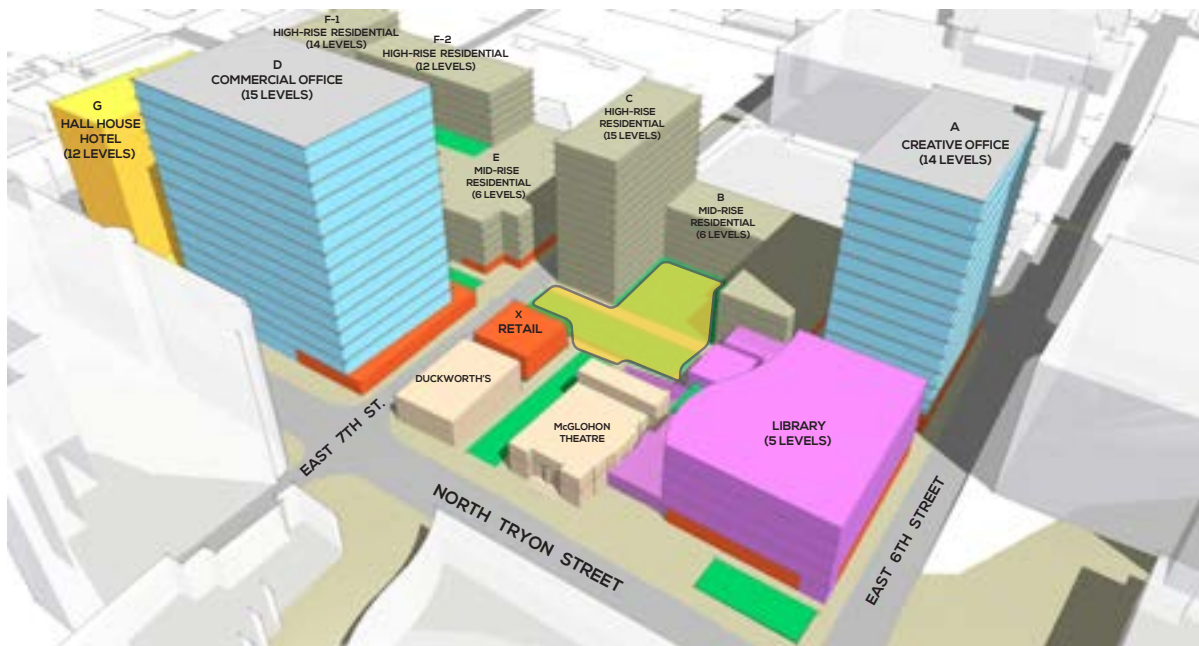 F-1
HIGH-RISE RESIDENTIAL
(14 LEVELS)
F-2
HIGH-RISE RESIDENTIAL
(12 LEVELS)
D
COMMERCIAL OFFICE
(15 LEVELS)
G
HALL HOUSE
HOTEL
(12 LEVELS)
C
HIGH-RISE
RESIDENTIAL
(15 LEVELS)
A
CREATIVE OFFICE
(14 LEVELS)
E
MID-RISE
RESIDENTIAL
(6 LEVELS)
B
MID-RISE
RESIDENTIAL
(6 LEVELS)
X
RETAIL
DUCKWORTH'S
McGLOHON
THEATRE
LIBRARY
(5 LEVELS)
EAST 7TH ST.
NORTH TRYON STREET
EAST 6TH STREET